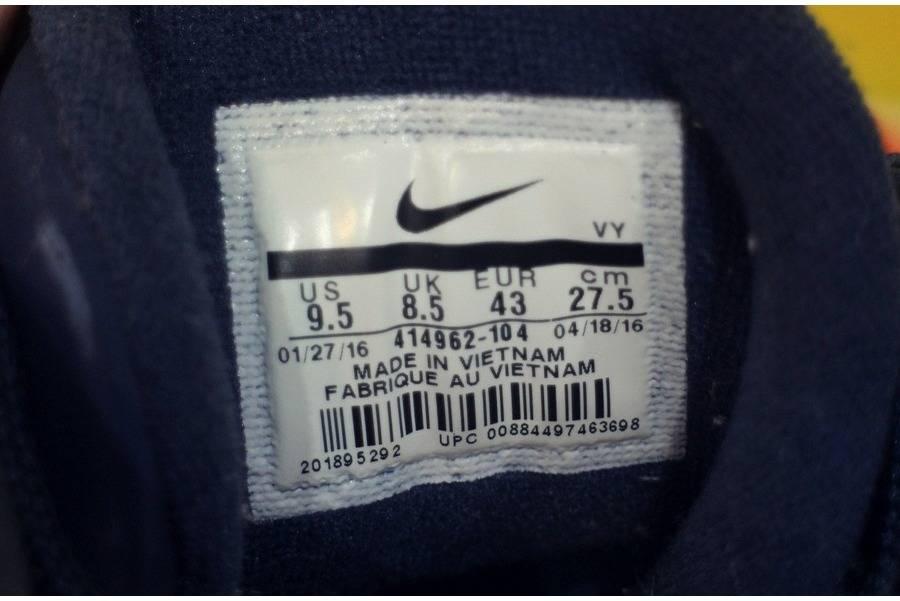 VY
US UK EUR cm
9.5 8.5 43 27.5
01/27/16 414962-104 04/18/16
MADE IN VIETNAM
FABRIQUE AU VIETNAM
201895292 UPC 00884497463698